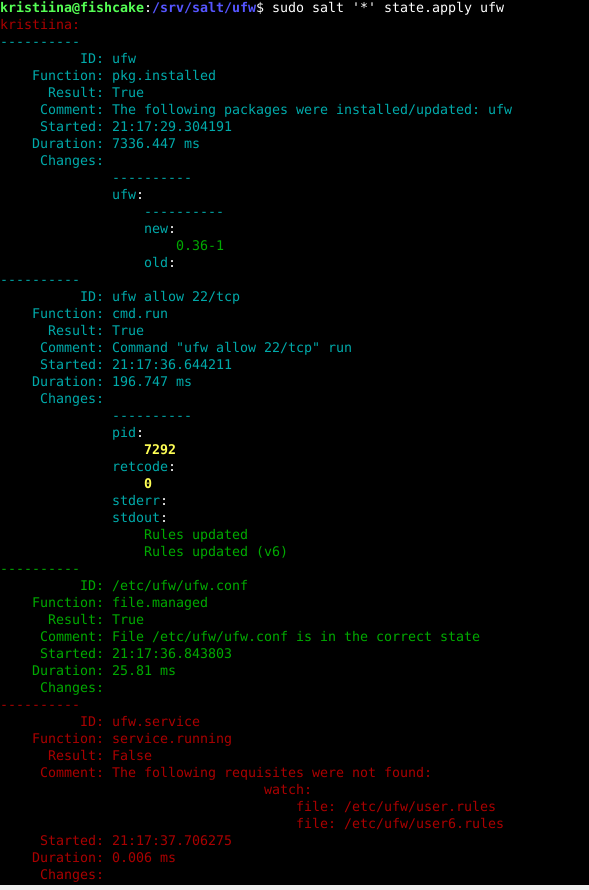 kristiina@fishcake:/srv/salt/ufw$ sudo salt '*' state.apply ufw
kristiina:
----------
          ID: ufw
    Function: pkg.installed
      Result: True
     Comment: The following packages were installed/updated: ufw
     Started: 21:17:29.304191
    Duration: 7336.447 ms
     Changes:
              ----------
              ufw:
                  ----------
                  new:
                      0.36-1
                  old:
----------
          ID: ufw allow 22/tcp
    Function: cmd.run
      Result: True
     Comment: Command "ufw allow 22/tcp" run
     Started: 21:17:36.644211
    Duration: 196.747 ms
     Changes:
              ----------
              pid:
                  7292
              retcode:
                  0
              stderr:
              stdout:
                  Rules updated
                  Rules updated (v6)
----------
          ID: /etc/ufw/ufw.conf
    Function: file.managed
      Result: True
     Comment: File /etc/ufw/ufw.conf is in the correct state
     Started: 21:17:36.843803
    Duration: 25.81 ms
     Changes:
----------
          ID: ufw.service
    Function: service.running
      Result: False
     Comment: The following requisites were not found:
                                 watch:
                                     file: /etc/ufw/user.rules
                                     file: /etc/ufw/user6.rules
     Started: 21:17:37.706275
    Duration: 0.006 ms
     Changes: